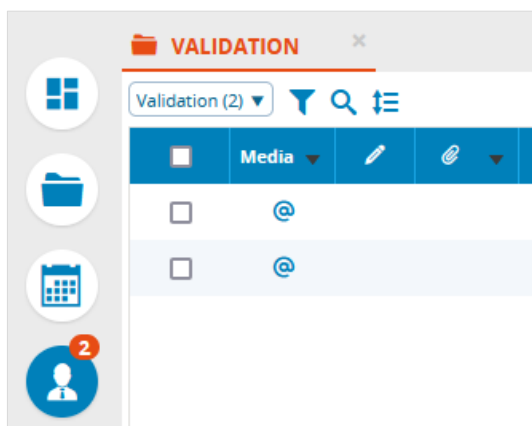 VALIDATION ×
Validation (2) ▼
Media
@
@
2